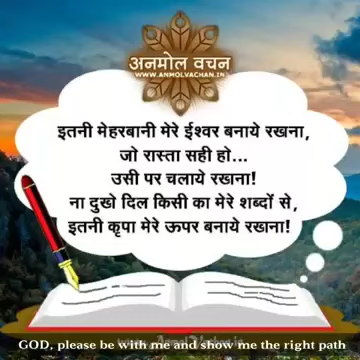 अनमोल वचन
WWW.ANMOLVACHAN.IN
इतनी मेहरबानी मेरे ईश्वर बनाये रखना,
जो रास्ता सही हो...
उसी पर चलाये रखना!
ना दुखे दिल किसी का मेरे शब्दों से,
इतनी कृपा मेरे ऊपर बनाये रखना!
GOD, please be with me and show me the right path